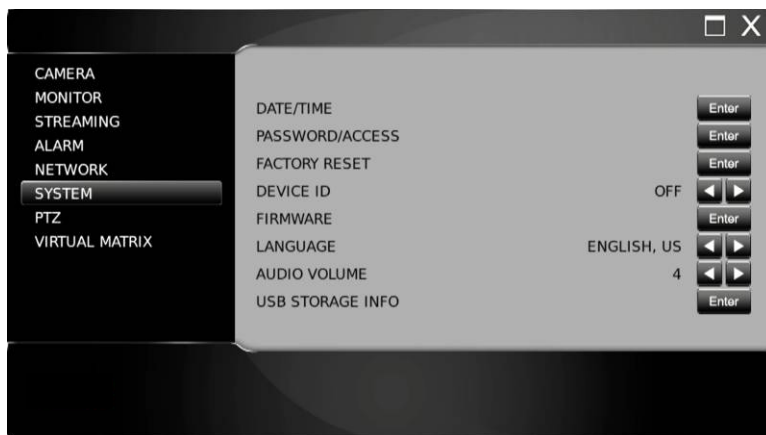 X
CAMERA
MONITOR
STREAMING
ALARM
NETWORK
SYSTEM
PTZ
VIRTUAL MATRIX
DATE/TIME Enter
PASSWORD/ACCESS Enter
FACTORY RESET Enter
DEVICE ID OFF
FIRMWARE Enter
LANGUAGE ENGLISH, US
AUDIO VOLUME 4
USB STORAGE INFO Enter